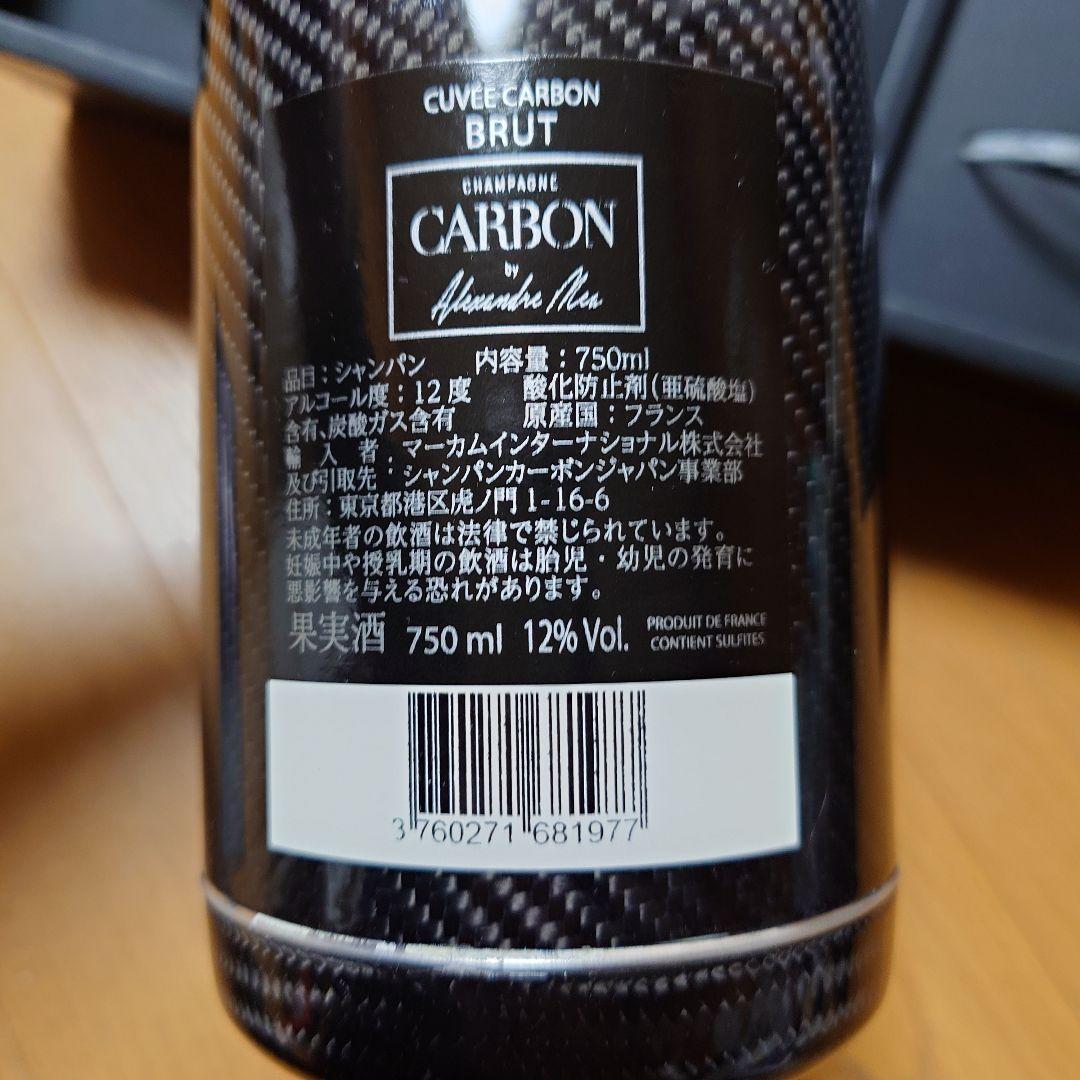 CUVÉE CARBON
BRUT
CHAMPAGNE
CARBON
by
Alexandre Mea
品目：シャンパン 内容量：750ml
アルコール度：12度 酸化防止剤(亜硫酸塩)
含有、炭酸ガス含有 原産国：フランス
輸入者 マーカムインターナショナル株式会社
及び引取先：シャンパンカーボンジャパン事業部
住所：東京都港区虎ノ門1-16-6
未成年者の飲酒は法律で禁じられています。
妊娠中や授乳期の飲酒は胎児・幼児の発育に
悪影響を与える恐れがあります。
果実酒 750 ml 12% Vol. PRODUIT DE FRANCE
CONTIENT SULFITES
3 760271 681977